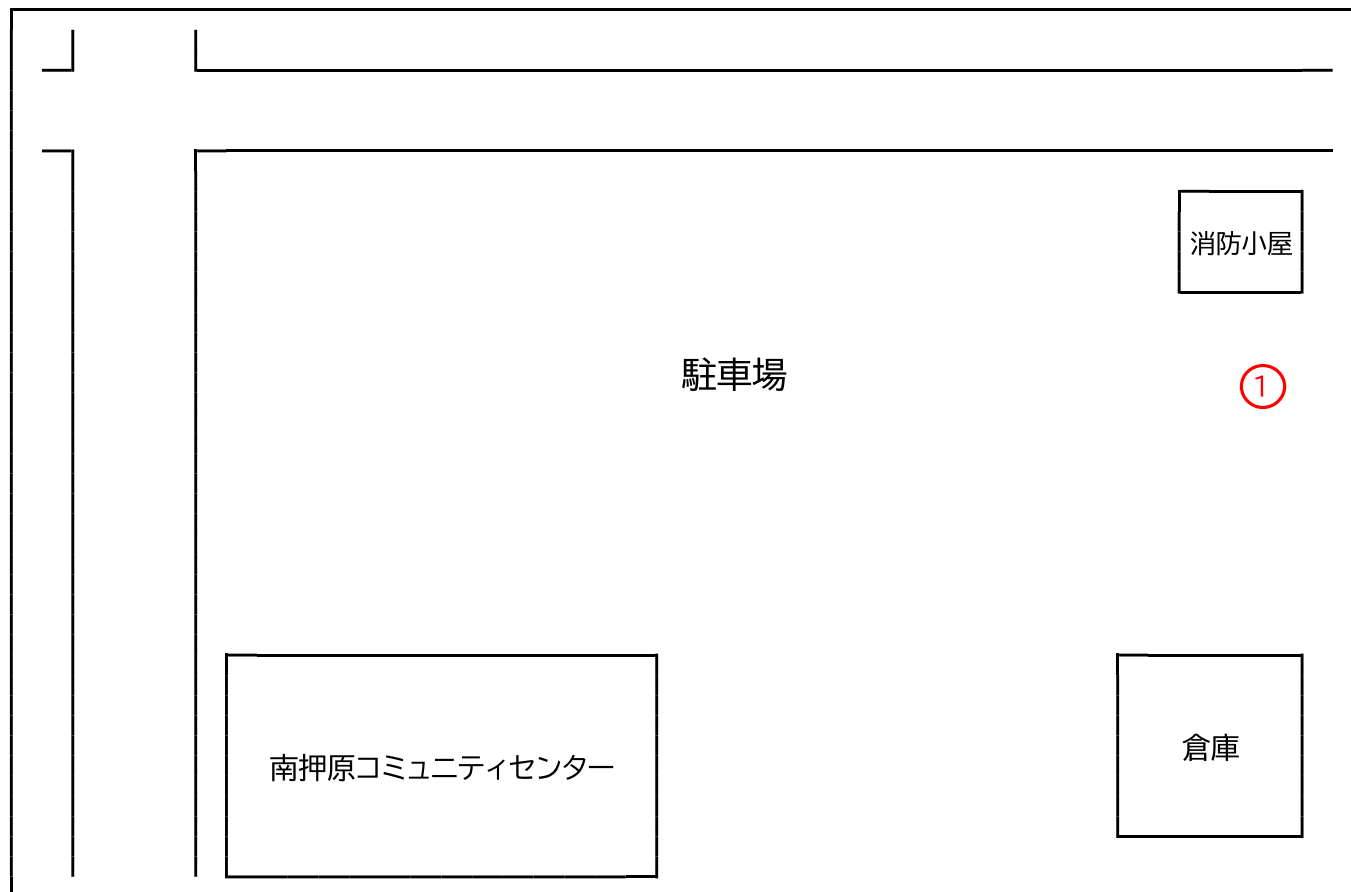 消防小屋
駐車場
①
南押原コミュニティセンター
倉庫